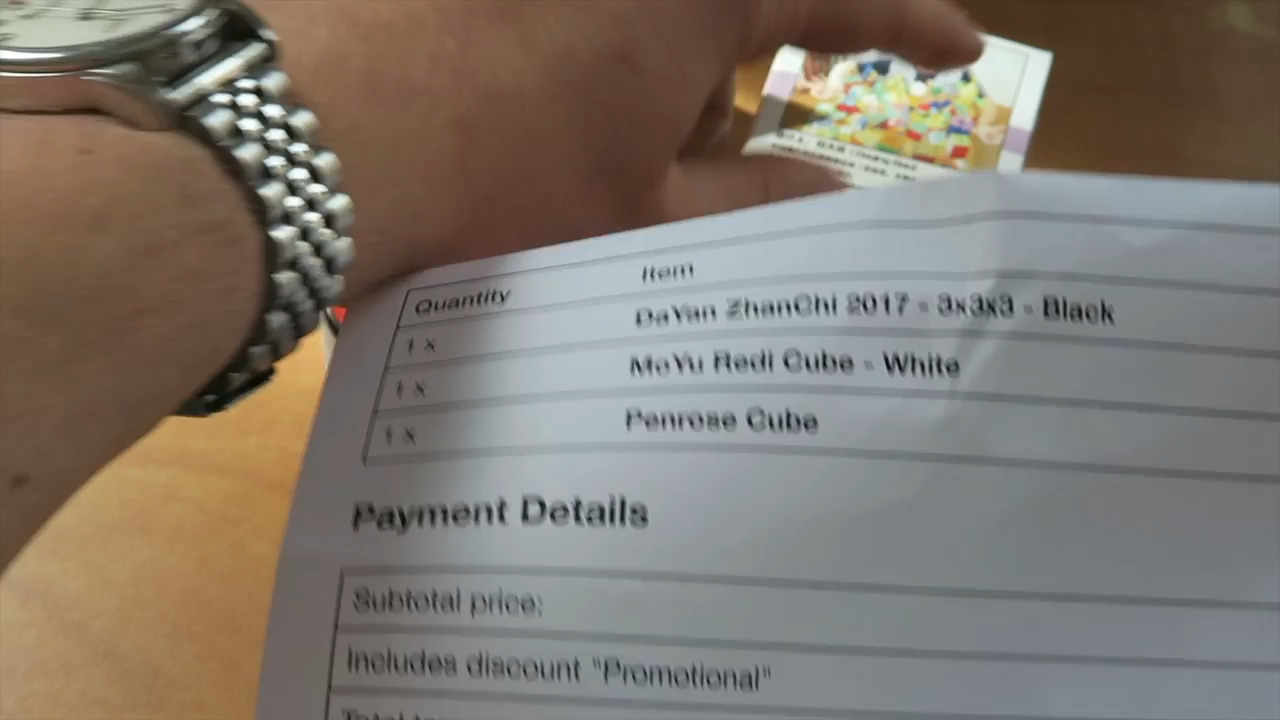 Quantity Item
1 x DaYan ZhanChi 2017 - 3x3x3 - Black
1 x MoYu Redi Cube - White
1 x Penrose Cube
Payment Details
Subtotal price:
Includes discount "Promotional"